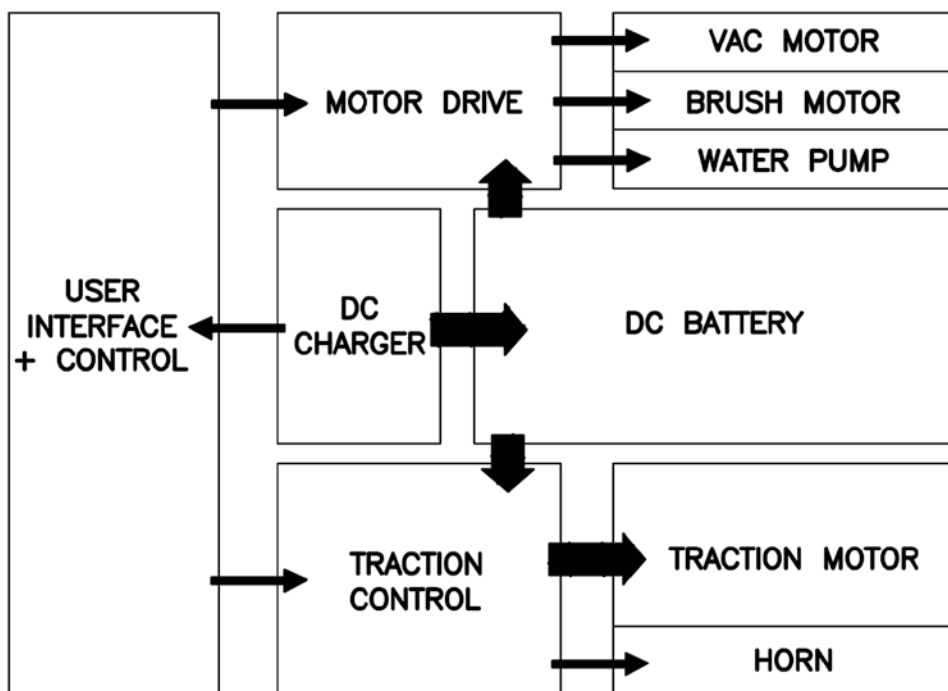 MOTOR DRIVE
VAC MOTOR
BRUSH MOTOR
WATER PUMP
USER
INTERFACE
+ CONTROL
DC
CHARGER
DC BATTERY
TRACTION
CONTROL
TRACTION MOTOR
HORN